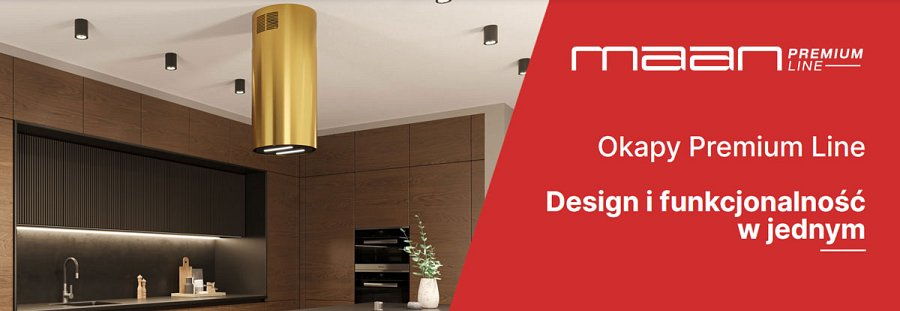 maan PREMIUM
LINE
Okapy Premium Line
Design i funkcjonalność
w jednym